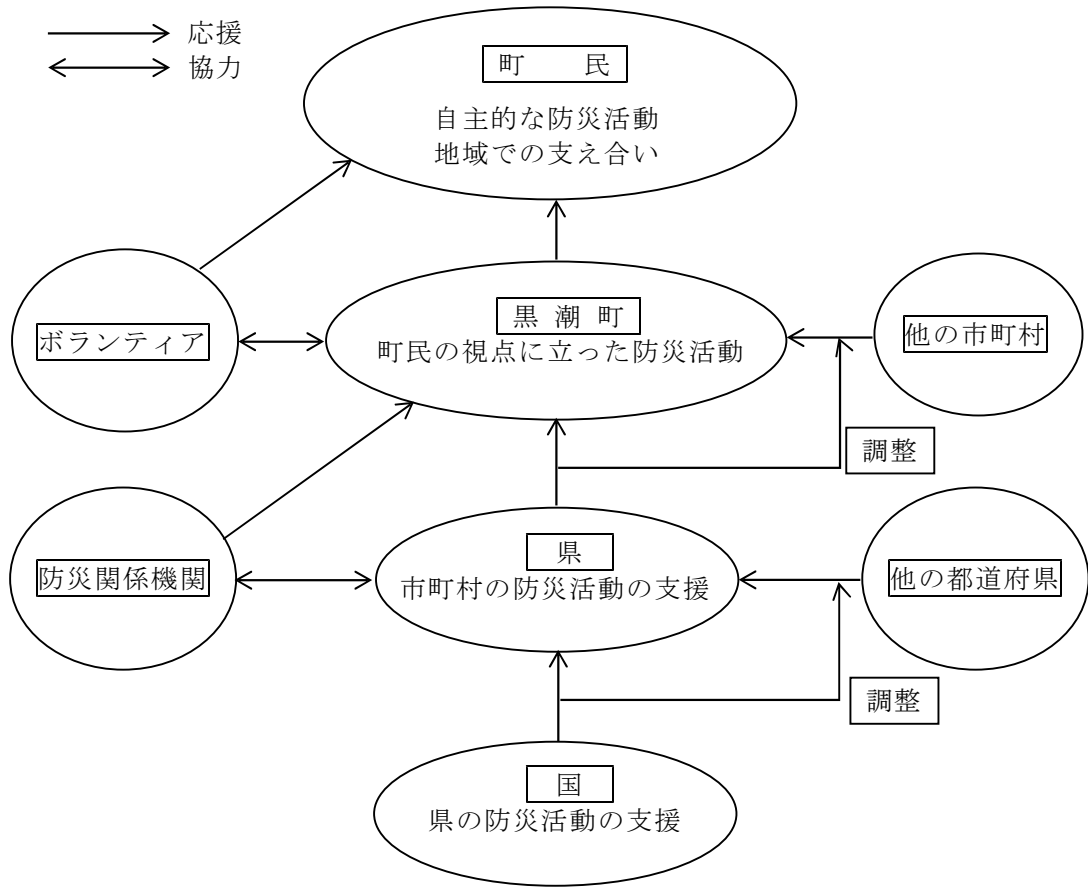 応援
協力
町　　民
自主的な防災活動
地域での支え合い
ボランティア
黒 潮 町
町民の視点に立った防災活動
他の市町村
調整
防災関係機関
県
市町村の防災活動の支援
他の都道府県
調整
国
県の防災活動の支援